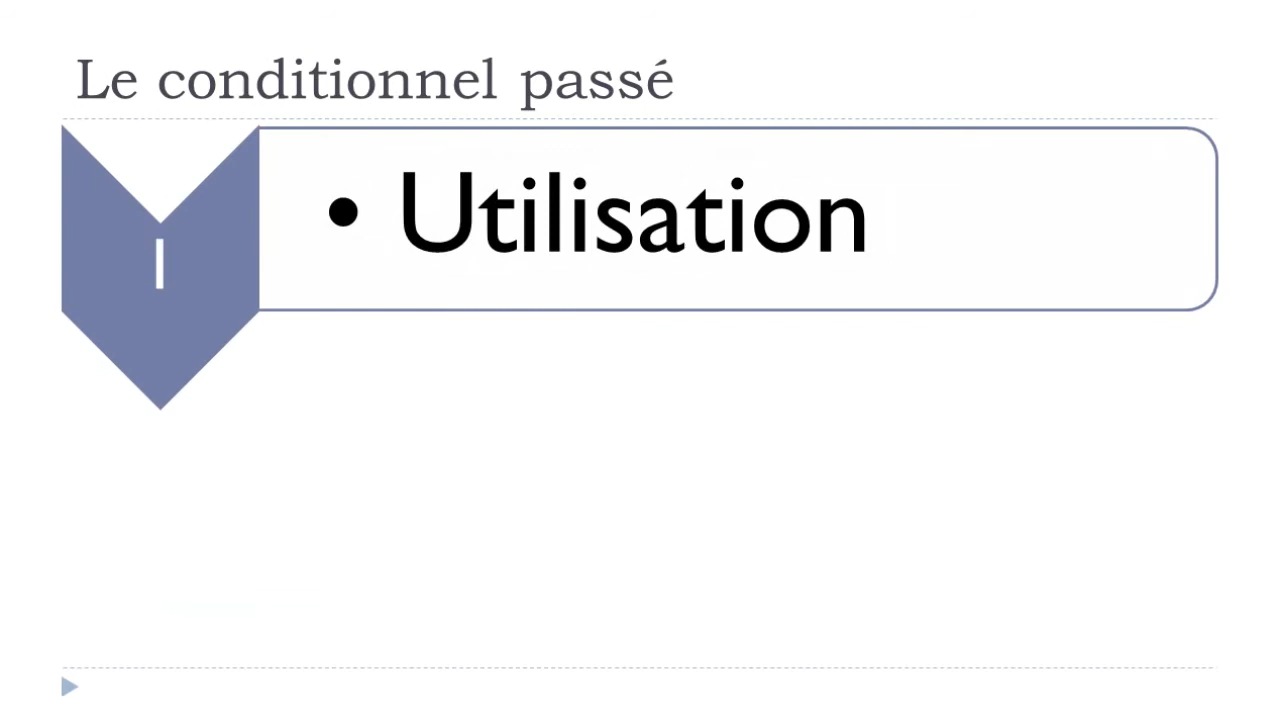 Le conditionnel passé
1
• Utilisation